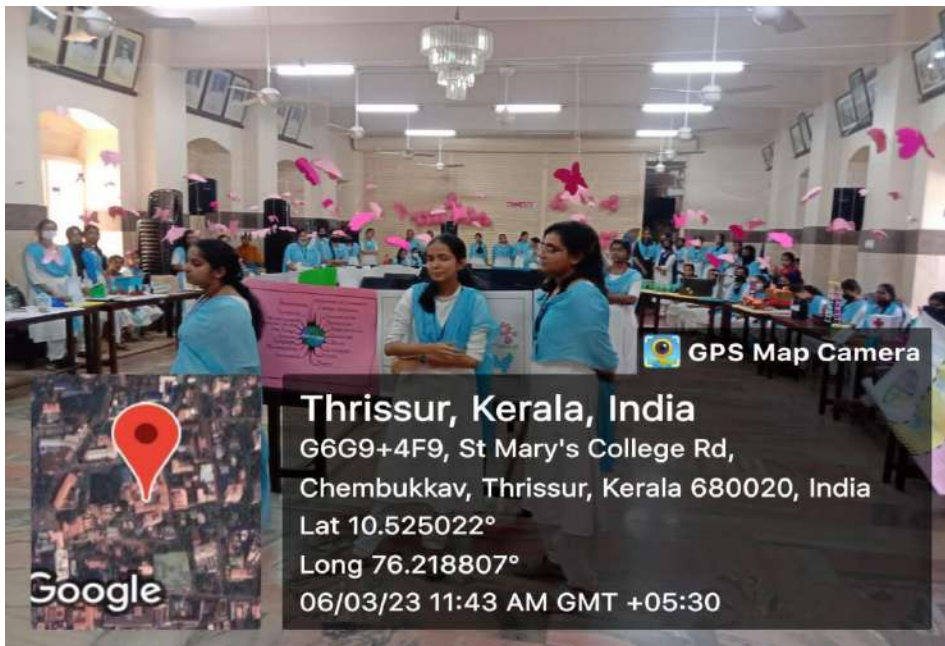 GPS Map Camera
Thrissur, Kerala, India
G6G9+4F9, St Mary's College Rd,
Chembukkav, Thrissur, Kerala 680020, India
Lat 10.525022°
Long 76.218807°
06/03/23 11:43 AM GMT +05:30
Google